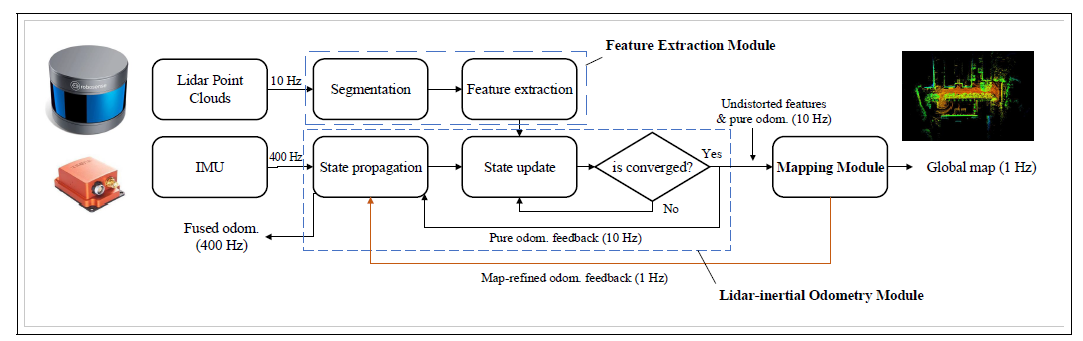 Feature Extraction Module
robosense
Lidar Point
Clouds
10 Hz
Segmentation
Feature extraction
Undistorted features
& pure odom. (10 Hz)
IMU
400 Hz
State propagation
State update
is converged?
Yes
No
Mapping Module
Global map (1 Hz)
Fused odom.
(400 Hz)
Pure odom. feedback (10 Hz)
Map-refined odom. feedback (1 Hz)
Lidar-inertial Odometry Module